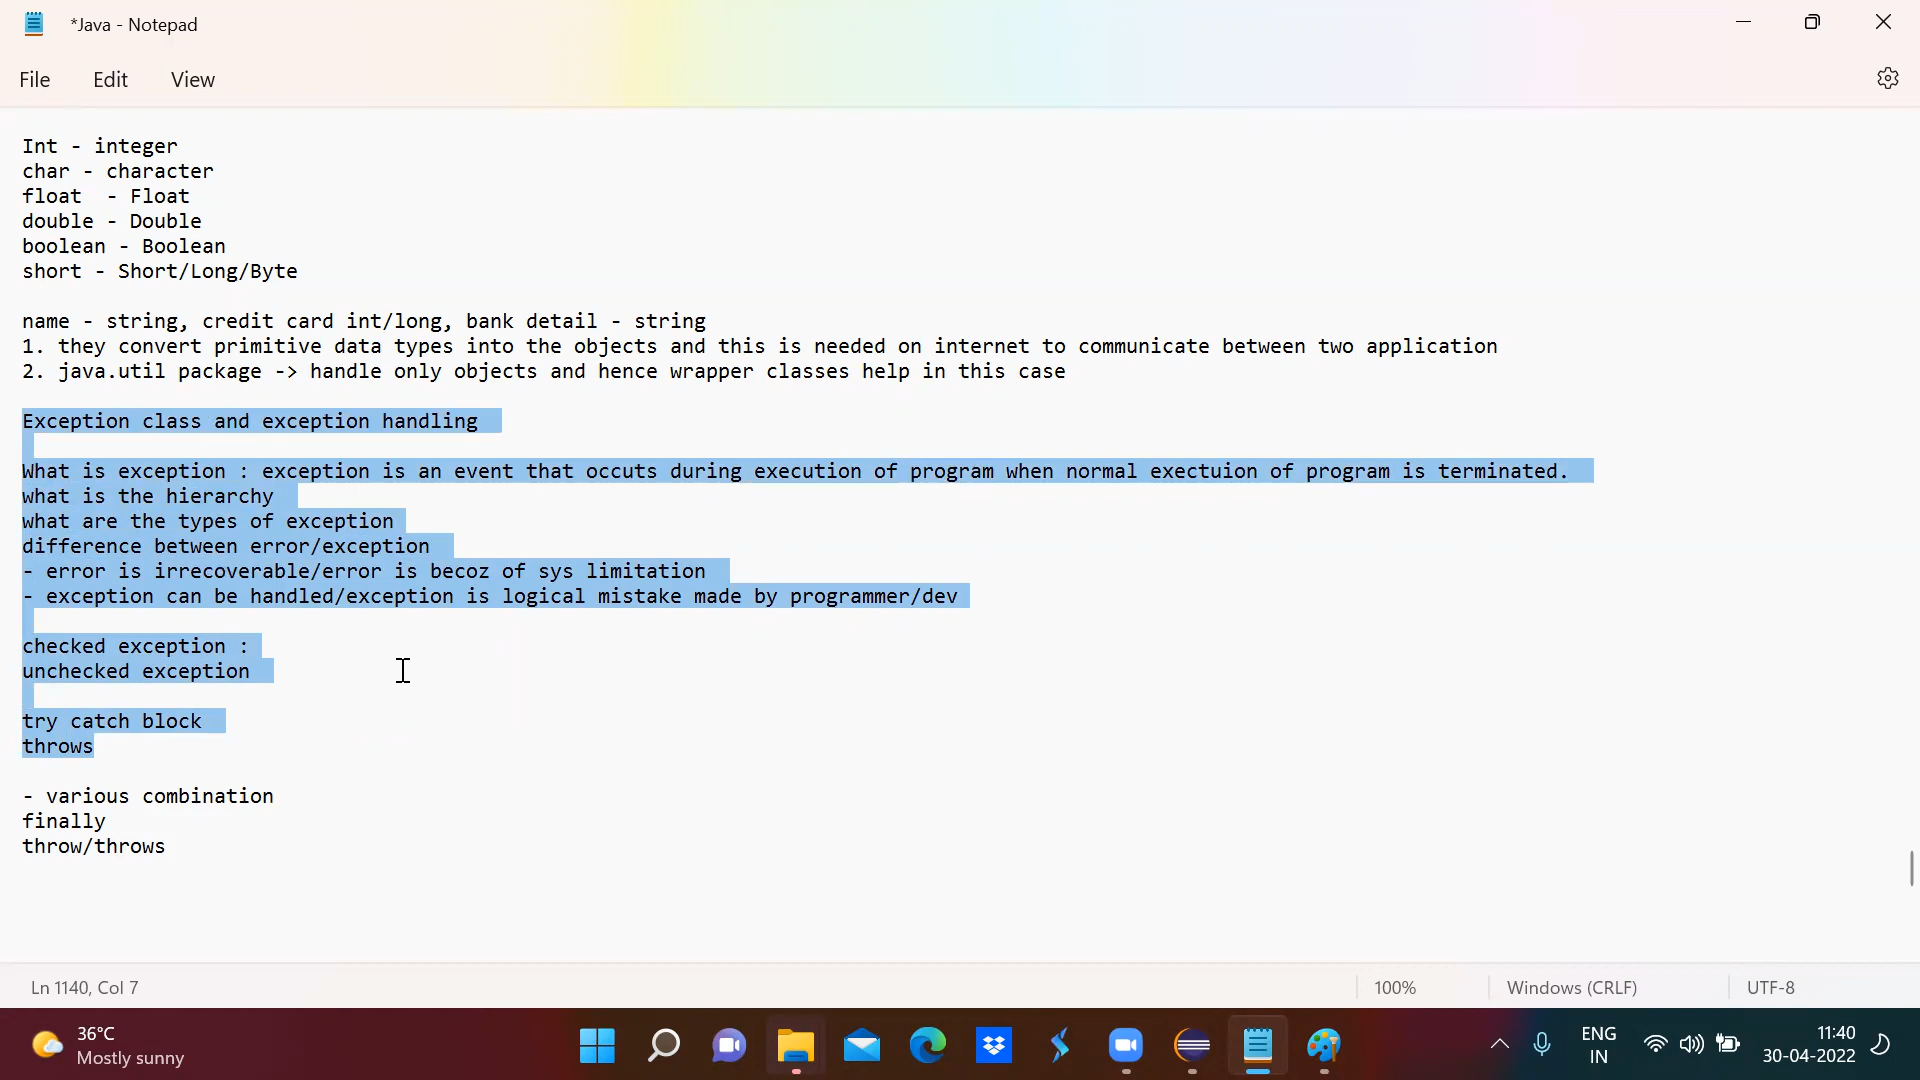 *Java - Notepad
File Edit View
Int - integer
char - character
float  - Float
double - Double
boolean - Boolean
short - Short/Long/Byte
name - string, credit card int/long, bank detail - string
1. they convert primitive data types into the objects and this is needed on internet to communicate between two application
2. java.util package -> handle only objects and hence wrapper classes help in this case
Exception class and exception handling
What is exception : exception is an event that occuts during execution of program when normal exectuion of program is terminated.
what is the hierarchy
what are the types of exception
difference between error/exception
- error is irrecoverable/error is becoz of sys limitation
- exception can be handled/exception is logical mistake made by programmer/dev
checked exception :
unchecked exception
try catch block
throws
- various combination
finally
throw/throws
Ln 1140, Col 7 100% Windows (CRLF) UTF-8
36°C
Mostly sunny
ENG
IN
11:40
30-04-2022